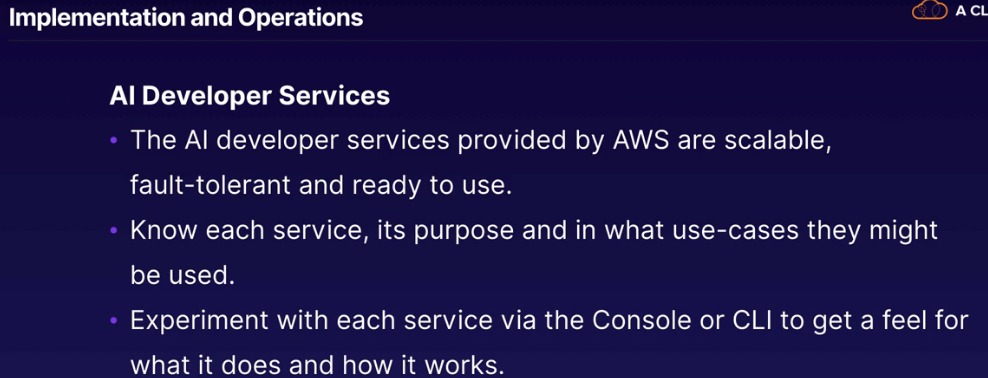 Implementation and Operations
A CL
AI Developer Services
• The AI developer services provided by AWS are scalable,
fault-tolerant and ready to use.
• Know each service, its purpose and in what use-cases they might
be used.
• Experiment with each service via the Console or CLI to get a feel for
what it does and how it works.